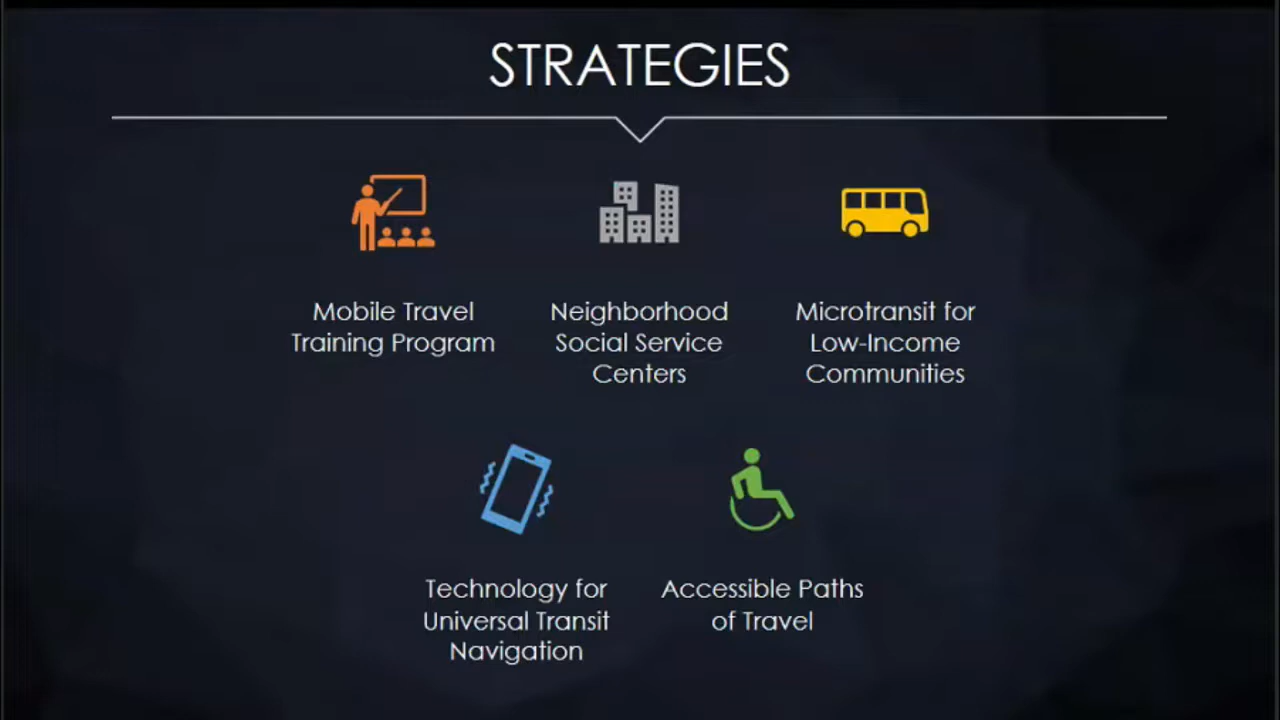 STRATEGIES
Mobile Travel
Training Program
Neighborhood
Social Service
Centers
Microtransit for
Low-Income
Communities
Technology for
Universal Transit
Navigation
Accessible Paths
of Travel